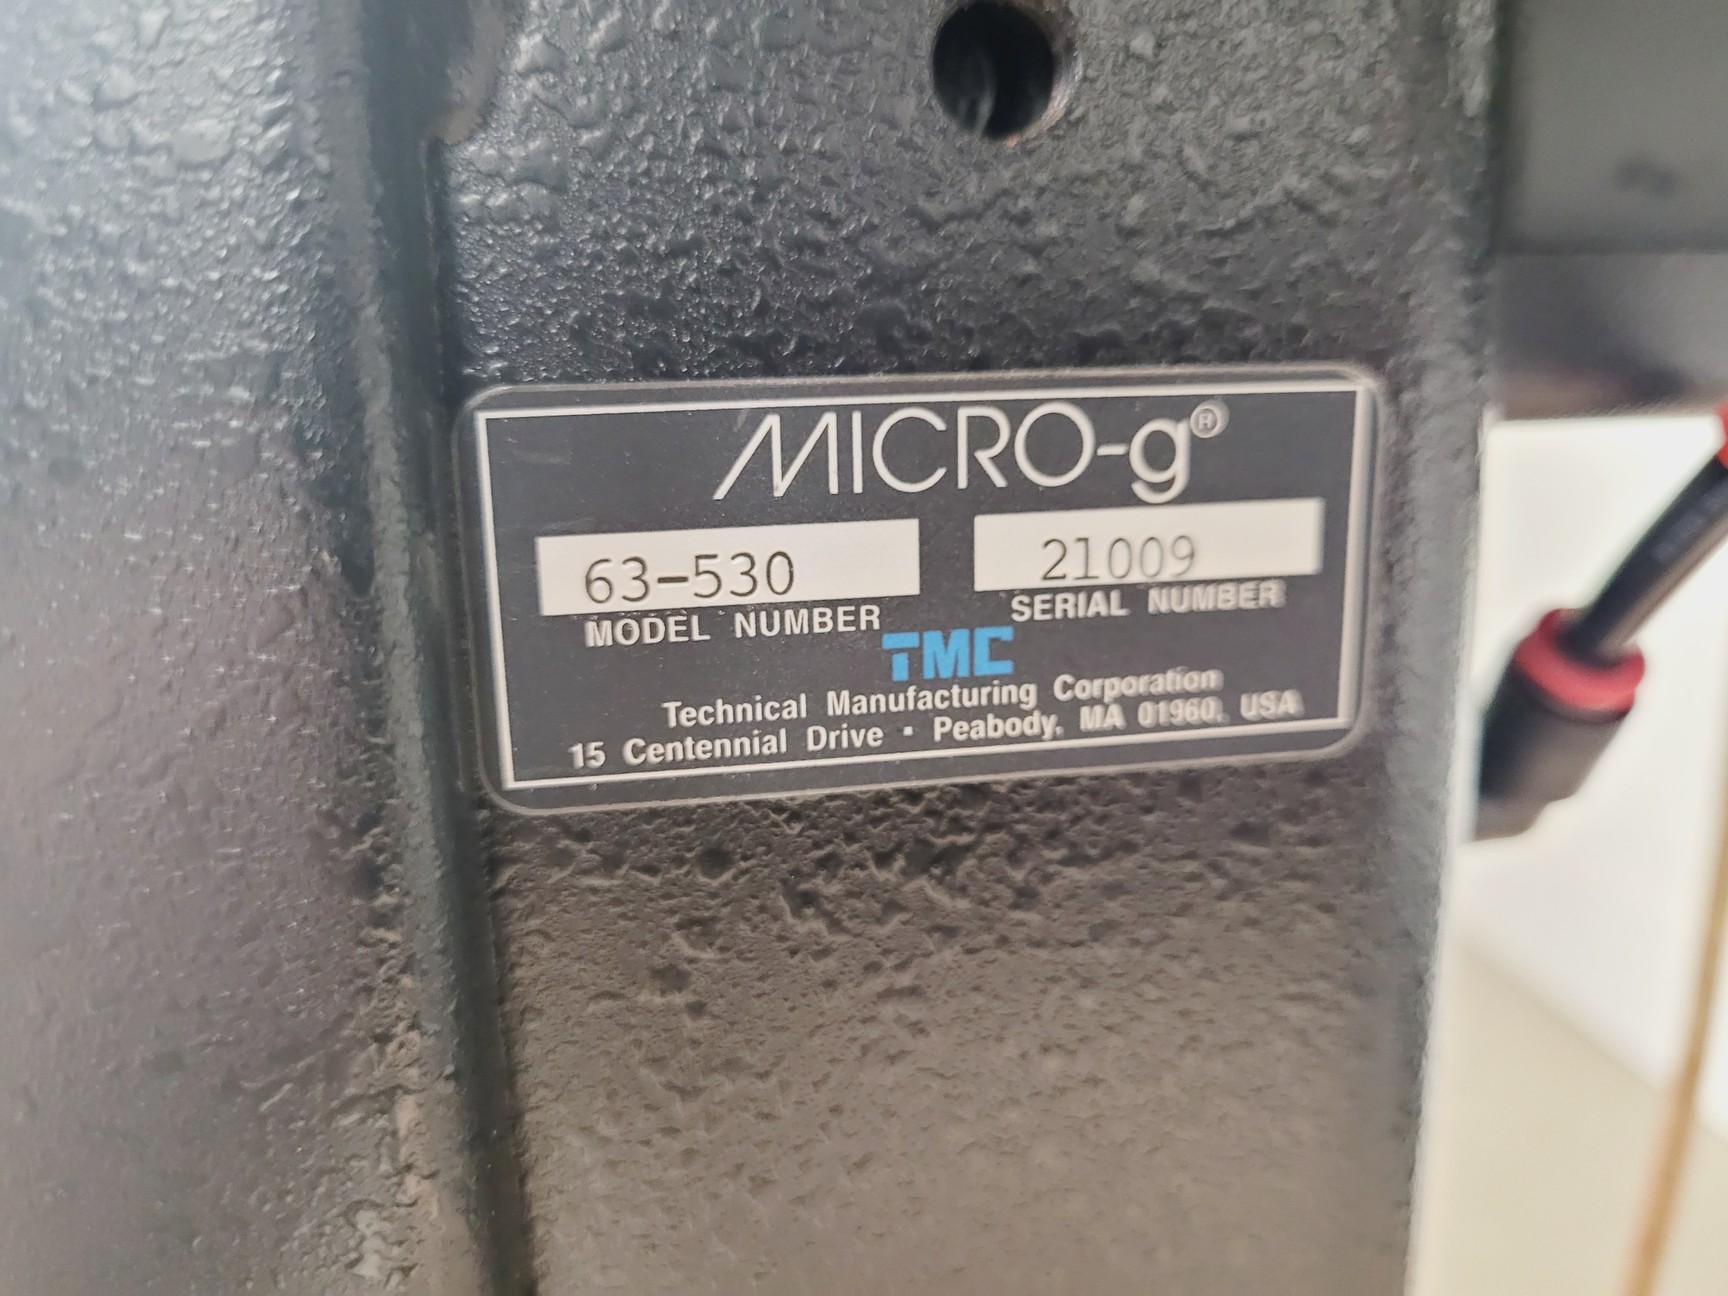 MICRO-g®
63-530 21009
MODEL NUMBER SERIAL NUMBER
TMC
Technical Manufacturing Corporation
15 Centennial Drive • Peabody, MA 01960, USA